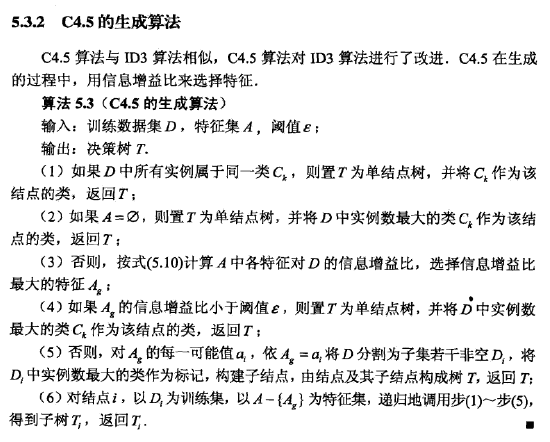 5.3.2 C4.5 的生成算法
C4.5 算法与 ID3 算法相似，C4.5 算法对 ID3 算法进行了改进．C4.5 在生成
的过程中，用信息增益比来选择特征．
算法 5.3（C4.5 的生成算法）
输入：训练数据集 D，特征集 A，阈值 ε；
输出：决策树 T.
（1）如果 D 中所有实例属于同一类 Cₖ，则置 T 为单结点树，并将 Cₖ 作为该
结点的类，返回 T；
（2）如果 A=∅，则置 T 为单结点树，并将 D 中实例数最大的类 Cₖ 作为该结
点的类，返回 T；
（3）否则，按式(5.10)计算 A 中各特征对 D 的信息增益比，选择信息增益比
最大的特征 A_g；
（4）如果 A_g 的信息增益比小于阈值 ε，则置 T 为单结点树，并将 D 中实例数
最大的类 Cₖ 作为该结点的类，返回 T；
（5）否则，对 A_g 的每一可能值 aᵢ，依 A_g = aᵢ 将 D 分割为子集若干非空 Dᵢ，将
Dᵢ 中实例数最大的类作为标记，构建子结点，由结点及其子结点构成树 T，返回 T；
（6）对结点 i，以 Dᵢ 为训练集，以 A−{A_g} 为特征集，递归地调用步(1)～步(5)，
得到子树 Tᵢ，返回 Tᵢ．